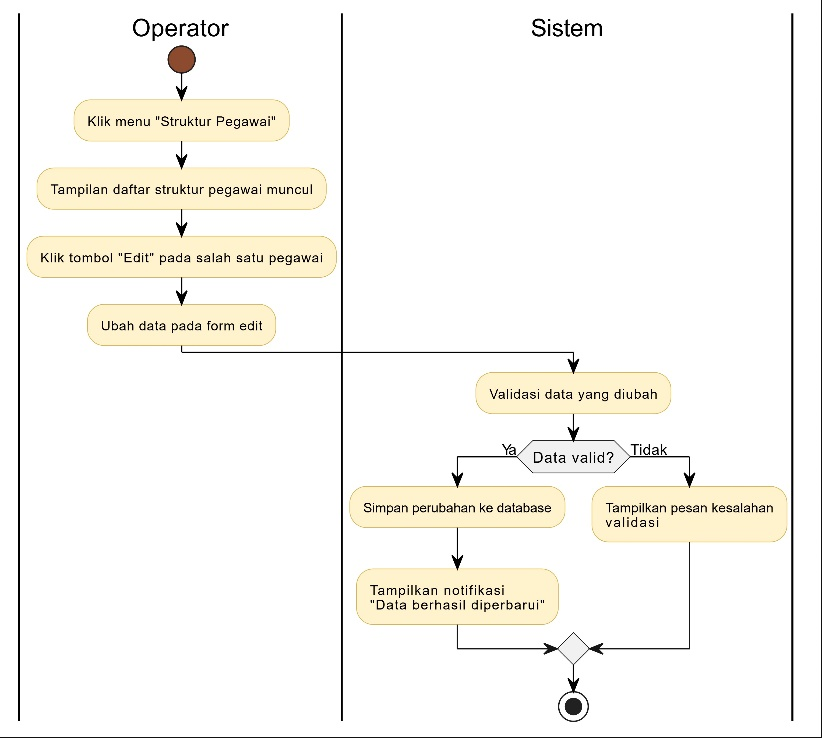 Operator
Sistem
Klik menu "Struktur Pegawai"
Tampilan daftar struktur pegawai muncul
Klik tombol "Edit" pada salah satu pegawai
Ubah data pada form edit
Validasi data yang diubah
Ya
Data valid?
Tidak
Simpan perubahan ke database
Tampilkan pesan kesalahan
validasi
Tampilkan notifikasi
"Data berhasil diperbarui"